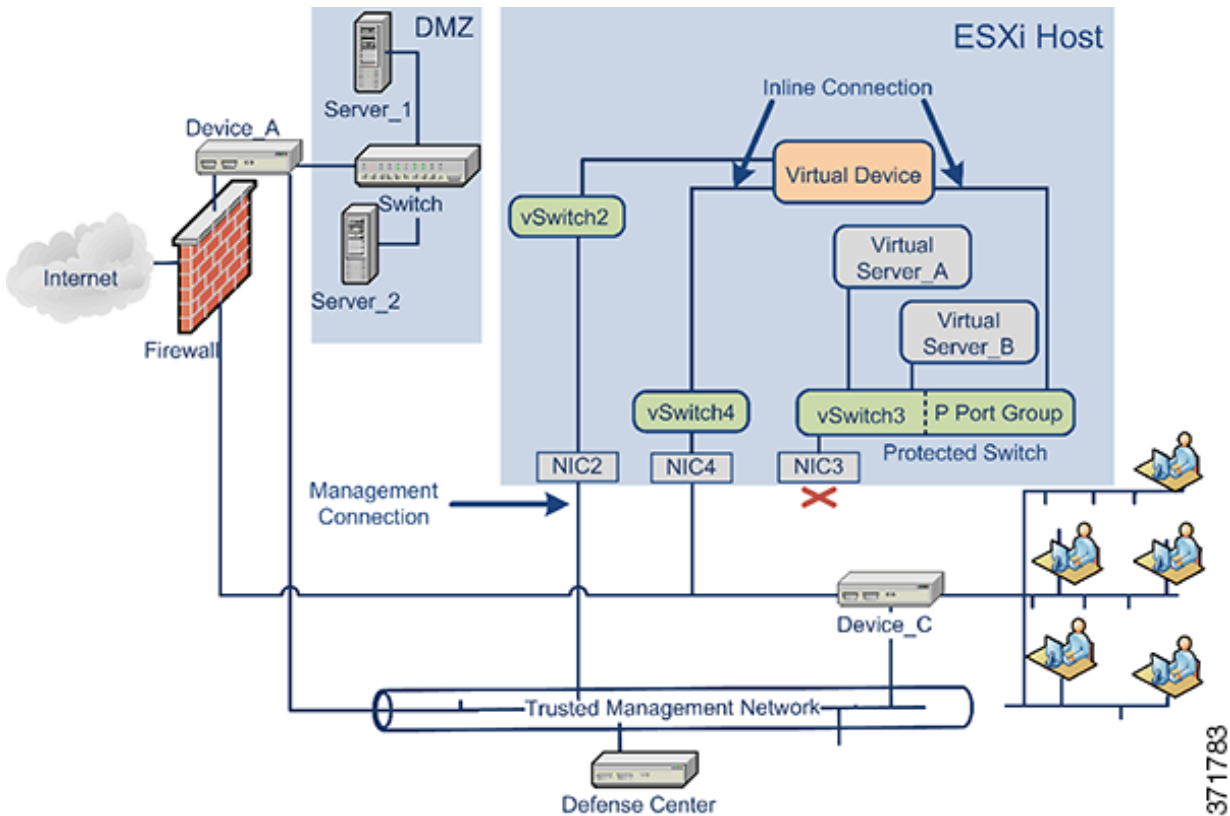 DMZ
ESXi Host
Server_1
Inline Connection
Device_A
Virtual Device
Switch
vSwitch2
Virtual
Server_A
Internet
Server_2
Virtual
Server_B
Firewall
vSwitch4
vSwitch3
P Port Group
Protected Switch
NIC2
NIC4
NIC3
Management
Connection
Device_C
Trusted Management Network
Defense Center
371783